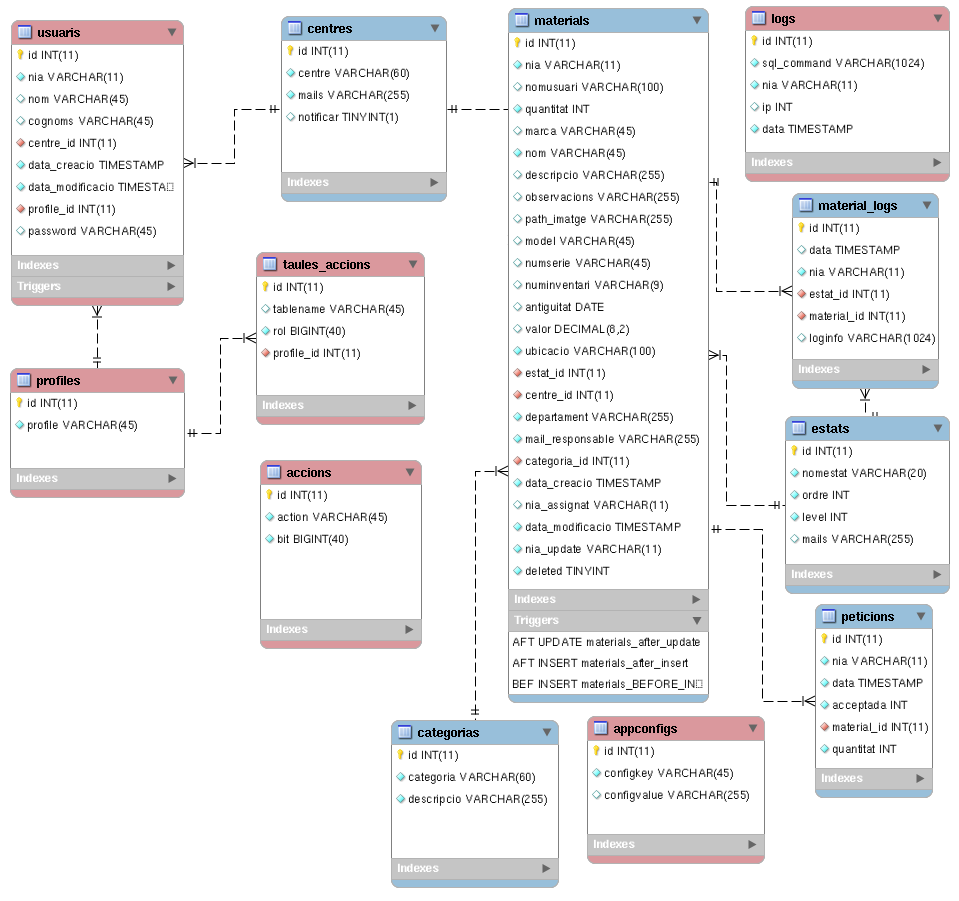 usuaris
id INT(11)
nia VARCHAR(11)
nom VARCHAR(45)
cognoms VARCHAR(45)
centre_id INT(11)
data_creacio TIMESTAMP
data_modificacio TIMESTA
profile_id INT(11)
password VARCHAR(45)
Indexes
Triggers
centres
id INT(11)
centre VARCHAR(60)
mails VARCHAR(255)
notificar TINYINT(1)
Indexes
materials
id INT(11)
nia VARCHAR(11)
nomusuari VARCHAR(100)
quantitat INT
marca VARCHAR(45)
nom VARCHAR(45)
descripcio VARCHAR(255)
observacions VARCHAR(255)
path_imatge VARCHAR(255)
model VARCHAR(45)
numserie VARCHAR(45)
numinventari VARCHAR(9)
antiguitat DATE
valor DECIMAL(8,2)
ubicacio VARCHAR(100)
estat_id INT(11)
centre_id INT(11)
departament VARCHAR(255)
mail_responsable VARCHAR(255)
categoria_id INT(11)
data_creacio TIMESTAMP
nia_assignat VARCHAR(11)
data_modificacio TIMESTAMP
nia_update VARCHAR(11)
deleted TINYINT
Indexes
Triggers
AFT UPDATE materials_after_update
AFT INSERT materials_after_insert
BEF INSERT materials_BEFORE_IN
logs
id INT(11)
sql_command VARCHAR(1024)
nia VARCHAR(11)
ip INT
data TIMESTAMP
Indexes
material_logs
id INT(11)
data TIMESTAMP
nia VARCHAR(11)
estat_id INT(11)
material_id INT(11)
loginfo VARCHAR(1024)
Indexes
taules_accions
id INT(11)
tablename VARCHAR(45)
rol BIGINT(40)
profile_id INT(11)
Indexes
profiles
id INT(11)
profile VARCHAR(45)
Indexes
accions
id INT(11)
action VARCHAR(45)
bit BIGINT(40)
Indexes
estats
id INT(11)
nomestat VARCHAR(20)
ordre INT
level INT
mails VARCHAR(255)
Indexes
peticions
id INT(11)
nia VARCHAR(11)
data TIMESTAMP
acceptada INT
material_id INT(11)
quantitat INT
Indexes
categorias
id INT(11)
categoria VARCHAR(60)
descripcio VARCHAR(255)
Indexes
appconfigs
id INT(11)
configkey VARCHAR(45)
configvalue VARCHAR(255)
Indexes